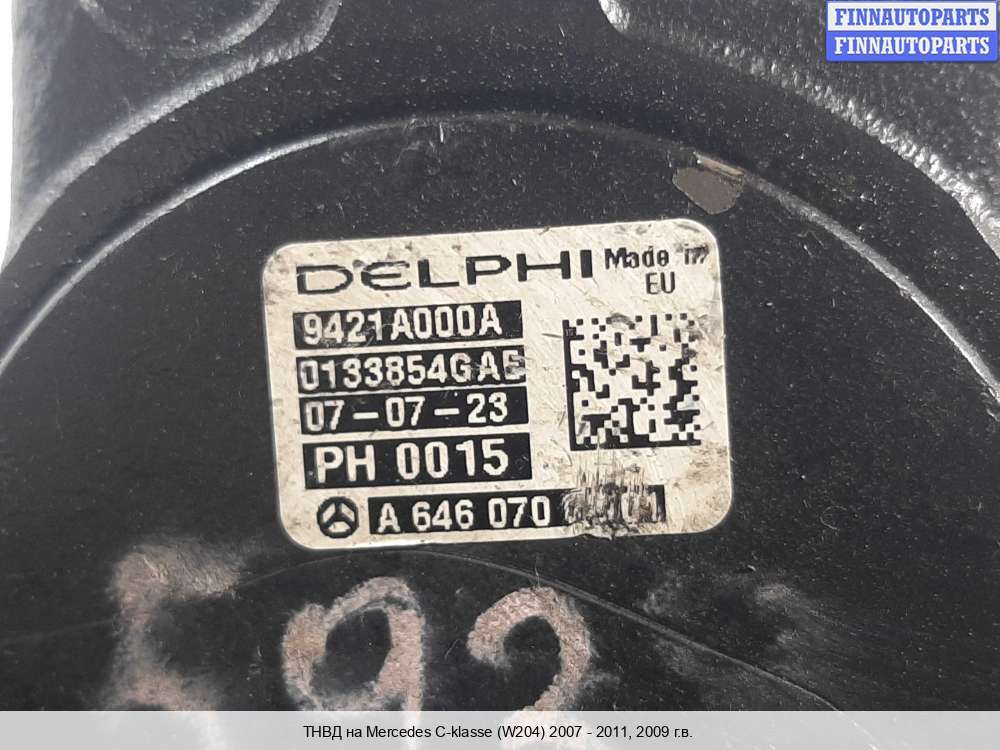 FINNAUTOPARTS
FINNAUTOPARTS
DELPHI Made in
EU
9421A000A
0133854GAE
07-07-23
PH 0015
A 646 070
592
ТНВД на Mercedes C-klasse (W204) 2007 - 2011, 2009 г.в.